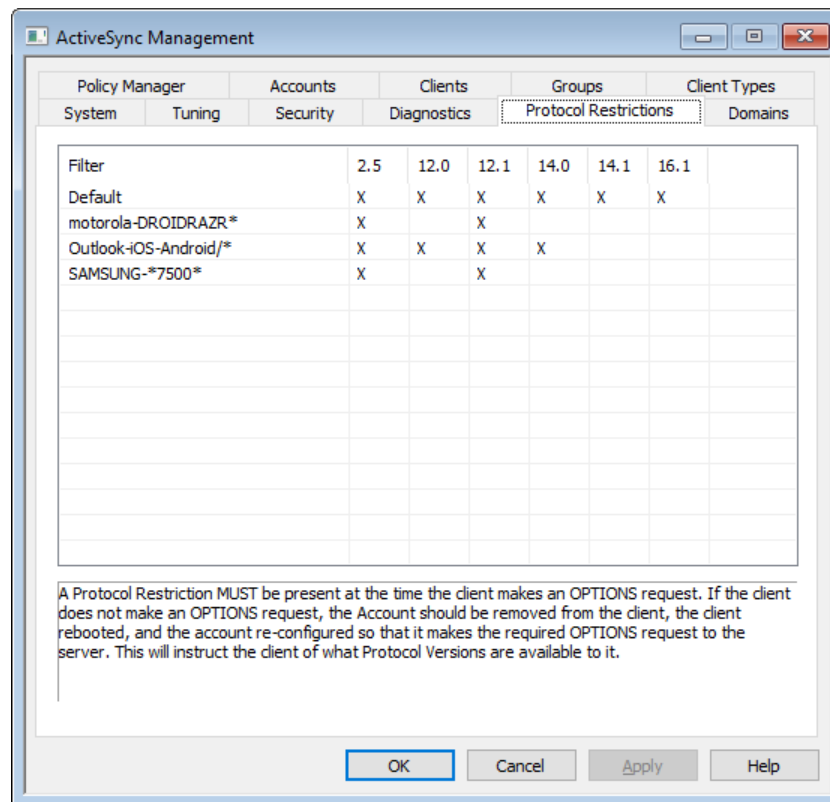 ActiveSync Management
Policy Manager Accounts Clients Groups Client Types
System Tuning Security Diagnostics Protocol Restrictions Domains
Filter 2.5 12.0 12.1 14.0 14.1 16.1
Default X X X X X X
motorola-DROIDRAZR* X X
Outlook-iOS-Android/* X X X X
SAMSUNG-*7500* X X
A Protocol Restriction MUST be present at the time the client makes an OPTIONS request. If the client
does not make an OPTIONS request, the Account should be removed from the client, the client
rebooted, and the account re-configured so that it makes the required OPTIONS request to the
server. This will instruct the client of what Protocol Versions are available to it.
OK Cancel Apply Help